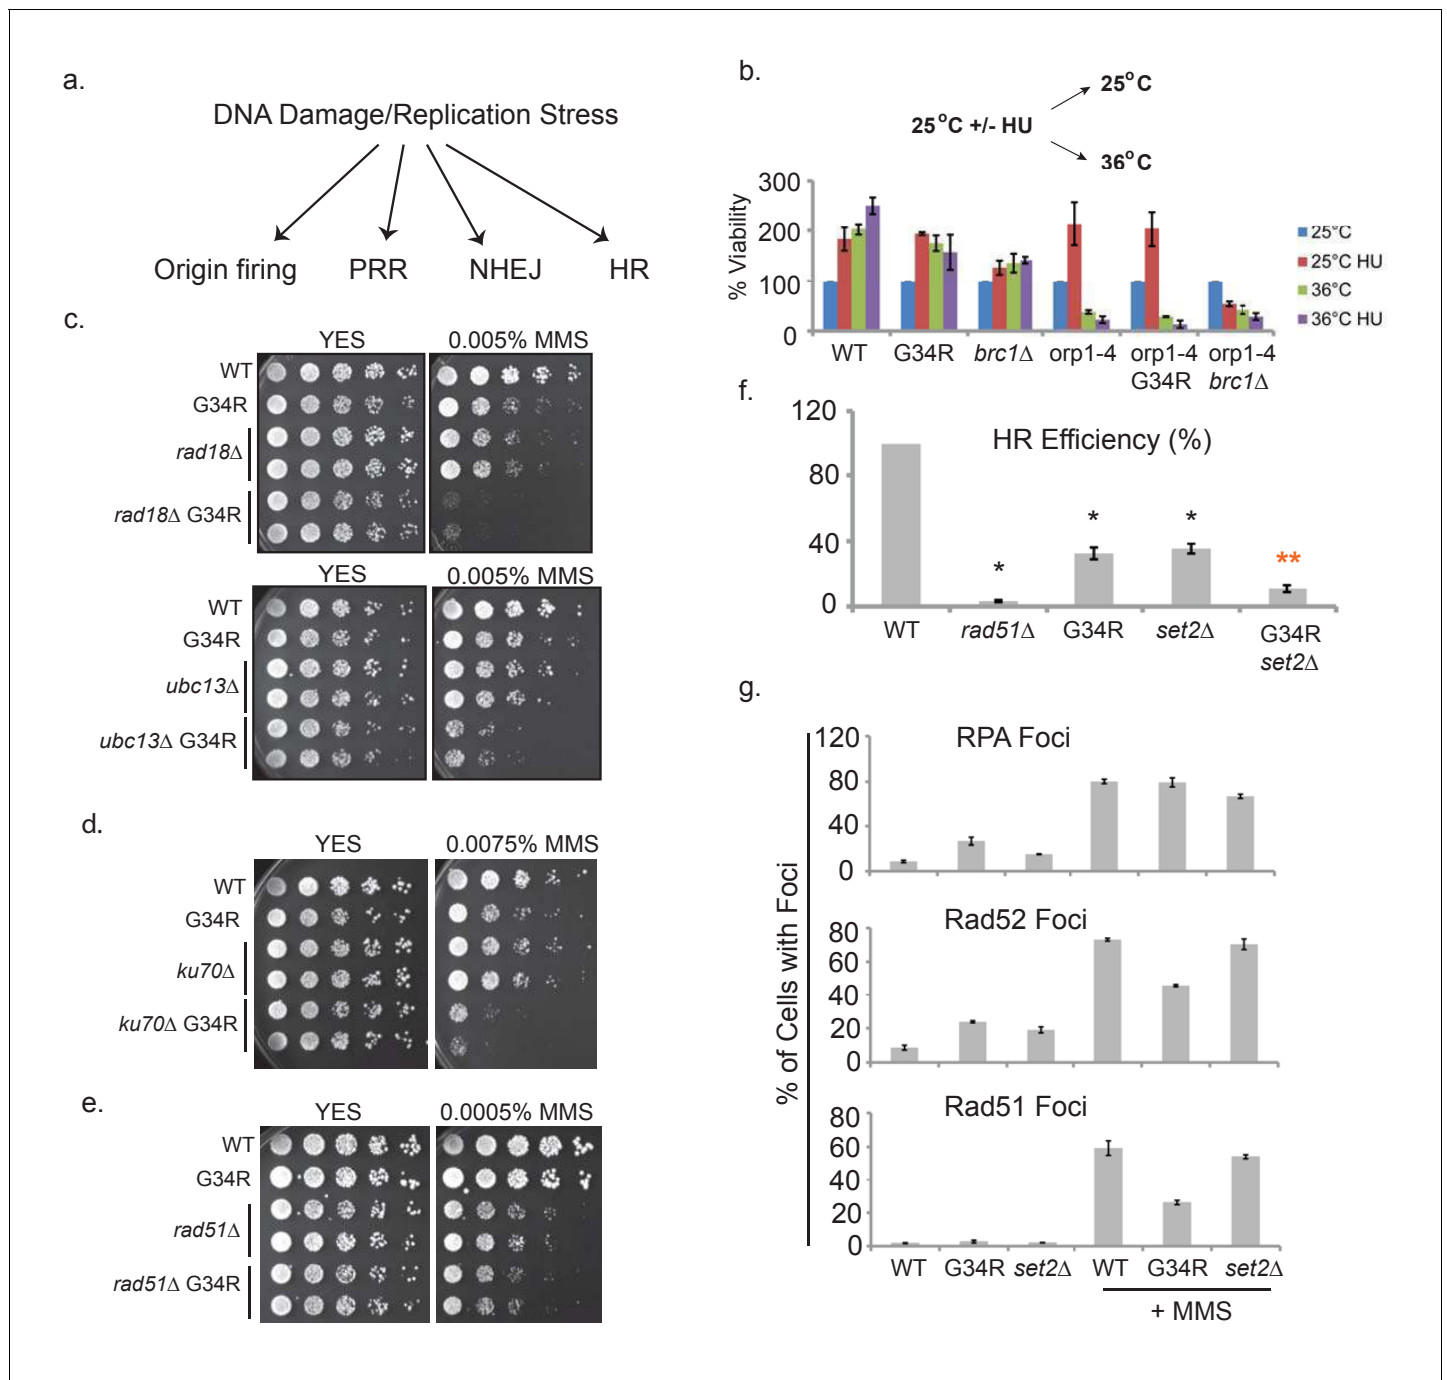 a.
DNA Damage/Replication Stress
Origin firing PRR NHEJ HR
b.
25°C
25°C +/- HU
36°C
% Viability
300
200
100
0
WT G34R brc1Δ orp1-4 orp1-4 G34R orp1-4 brc1Δ
25°C
25°C HU
36°C
36°C HU
c.
YES 0.005% MMS
WT
G34R
rad18Δ
rad18Δ G34R
YES 0.005% MMS
WT
G34R
ubc13Δ
ubc13Δ G34R
d.
YES 0.0075% MMS
WT
G34R
ku70Δ
ku70Δ G34R
e.
YES 0.0005% MMS
WT
G34R
rad51Δ
rad51Δ G34R
f.
HR Efficiency (%)
120
80
40
0
* * * **
WT rad51Δ G34R set2Δ G34R set2Δ
g.
% of Cells with Foci
RPA Foci
120
80
40
0
Rad52 Foci
80
60
40
20
0
Rad51 Foci
80
60
40
20
0
WT G34R set2Δ WT G34R set2Δ
+ MMS